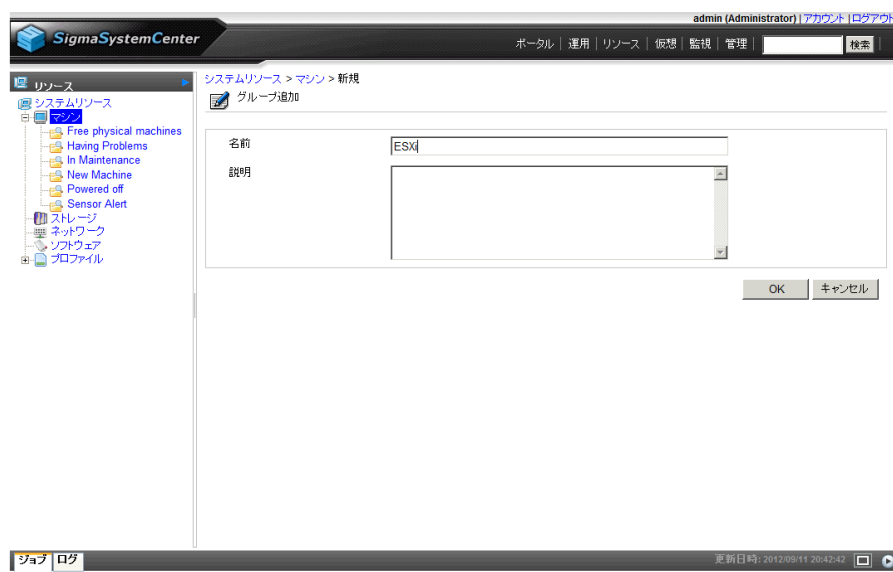 admin (Administrator) | アカウント | ログアウト
SigmaSystemCenter
ポータル | 運用 | リソース | 仮想 | 監視 | 管理 | 検索 |
リソース
システムリソース > マシン > 新規
グループ追加
システムリソース
マシン
Free physical machines
Having Problems
In Maintenance
New Machine
Powered off
Sensor Alert
ストレージ
ネットワーク
ソフトウェア
プロファイル
名前
ESXi
説明
OK
キャンセル
ジョブ ログ
更新日時: 2012/09/11 20:42:42